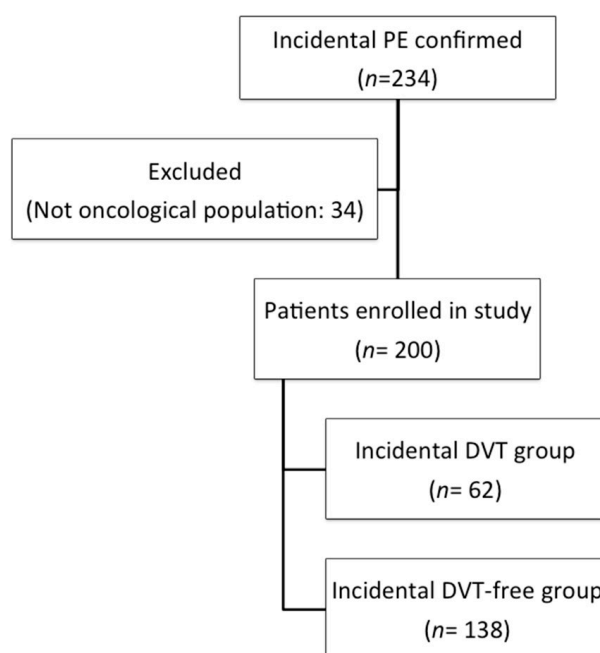 Incidental PE confirmed
(n=234)
Excluded
(Not oncological population: 34)
Patients enrolled in study
(n= 200)
Incidental DVT group
(n= 62)
Incidental DVT-free group
(n= 138)